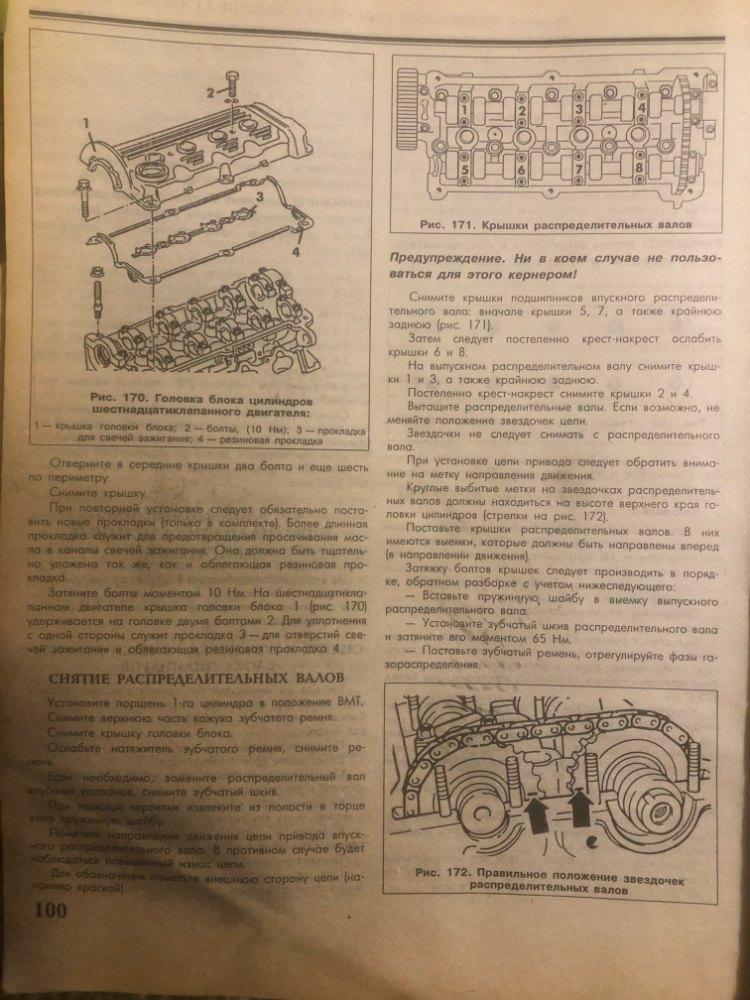 2
1
3
4
Рис. 170. Головка блока цилиндров
шестнадцатиклапанного двигателя:
1 — крышка головки блока; 2 — болты, (10 Нм); 3 — прокладка
для свечей зажигания; 4 — резиновая прокладка
Отверните в середине крышки два болта и еще шесть
по периметру.
Снимите крышку.
При повторной установке следует обязательно поста-
вить новые прокладки (только в комплекте). Более длинная
прокладка служит для предотвращения просачивания мас-
ла в каналы свечей зажигания. Она должна быть тщатель-
но уложена так же, как и облегающая резиновая про-
кладка.
Затяните болты моментом 10 Нм. На шестнадцатикла-
панном двигателе крышка головки блока 1 (рис. 170)
удерживается на головке двумя болтами 2. Для уплотнения
с одной стороны служит прокладка 3 — для отверстий све-
чей зажигания и облегающая резиновая прокладка 4.
СНЯТИЕ РАСПРЕДЕЛИТЕЛЬНЫХ ВАЛОВ
Установите поршень 1-го цилиндра в положение ВМТ.
Снимите верхнюю часть кожуха зубчатого ремня.
Снимите крышку головки блока.
Ослабьте натяжитель зубчатого ремня, снимите ре-
мень.
Если необходимо, замените распределительный вал
впускных клапанов, снимите зубчатый шкив.
При помощи чертилки извлеките из полости в торце
вала пружинную шайбу.
Пометьте направление движения цепи привода впуск-
ного распределительного вала. В противном случае будет
наблюдаться повышенный износ цепи.
Для обозначения пометьте внешнюю сторону цепи (на-
пример краской).
100
1 2 3 4
5 6 7 8
Рис. 171. Крышки распределительных валов
Предупреждение. Ни в коем случае не пользо-
ваться для этого кернером!
Снимите крышки подшипников впускного распредели-
тельного вала: вначале крышки 5, 7, а также крайнюю
заднюю (рис. 171).
Затем следует постепенно крест-накрест ослабить
крышки 6 и 8.
На выпускном распределительном валу снимите крыш-
ки 1 и 3, а также крайнюю заднюю.
Постепенно крест-накрест снимите крышки 2 и 4.
Вытащите распределительные валы. Если возможно, не
меняйте положение звездочек цепи.
Звездочки не следует снимать с распределительного
вала.
При установке цепи привода следует обратить внима-
ние на метку направления движения.
Круглые выбитые метки на звездочках распределитель-
ных валов должны находиться на высоте верхнего края го-
ловки цилиндров (стрелки на рис. 172).
Поставьте крышки распределительных валов. В них
имеются выемки, которые должны быть направлены вперед
(в направлении движения).
Затяжку болтов крышек следует производить в поряд-
ке, обратном разборке с учетом нижеследующего:
— Вставьте пружинную шайбу в выемку выпускного
распределительного вала.
— Установите зубчатый шкив распределительного вала
и затяните его моментом 65 Нм.
— Поставьте зубчатый ремень, отрегулируйте фазы га-
зораспределения.
Рис. 172. Правильное положение звездочек
распределительных валов